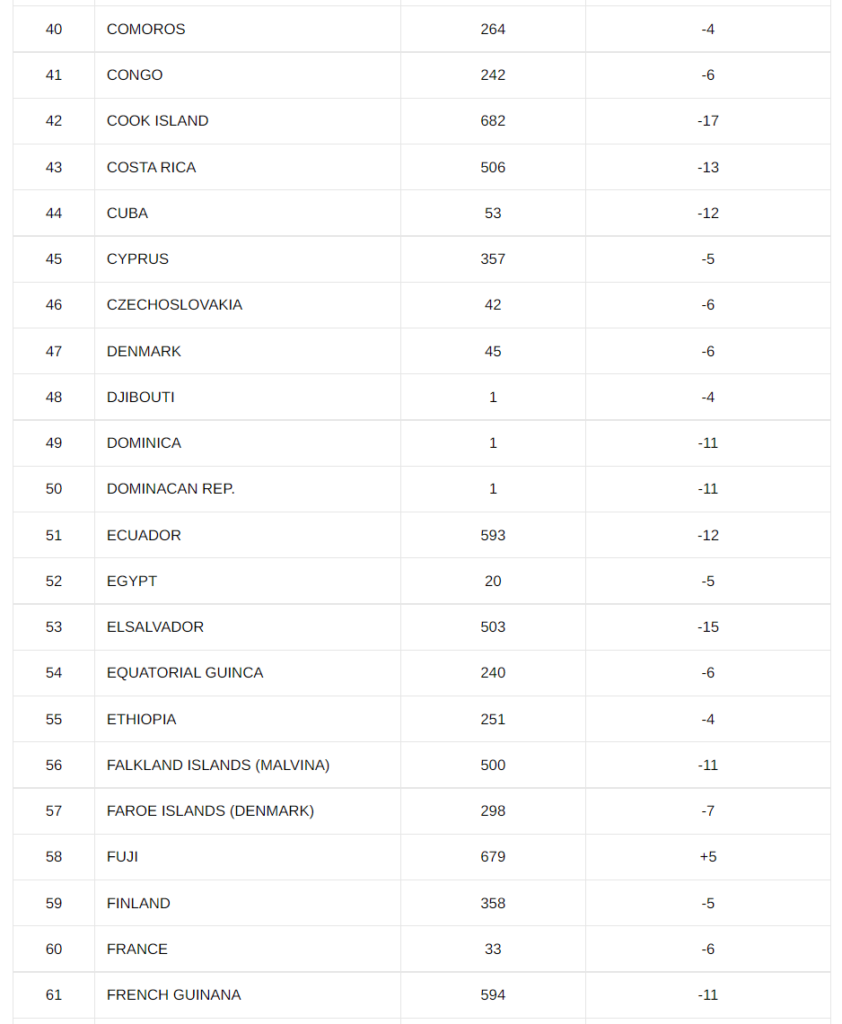 40 COMOROS 264 -4
41 CONGO 242 -6
42 COOK ISLAND 682 -17
43 COSTA RICA 506 -13
44 CUBA 53 -12
45 CYPRUS 357 -5
46 CZECHOSLOVAKIA 42 -6
47 DENMARK 45 -6
48 DJIBOUTI 1 -4
49 DOMINICA 1 -11
50 DOMINACAN REP. 1 -11
51 ECUADOR 593 -12
52 EGYPT 20 -5
53 ELSALVADOR 503 -15
54 EQUATORIAL GUINCA 240 -6
55 ETHIOPIA 251 -4
56 FALKLAND ISLANDS (MALVINA) 500 -11
57 FAROE ISLANDS (DENMARK) 298 -7
58 FUJI 679 +5
59 FINLAND 358 -5
60 FRANCE 33 -6
61 FRENCH GUINANA 594 -11